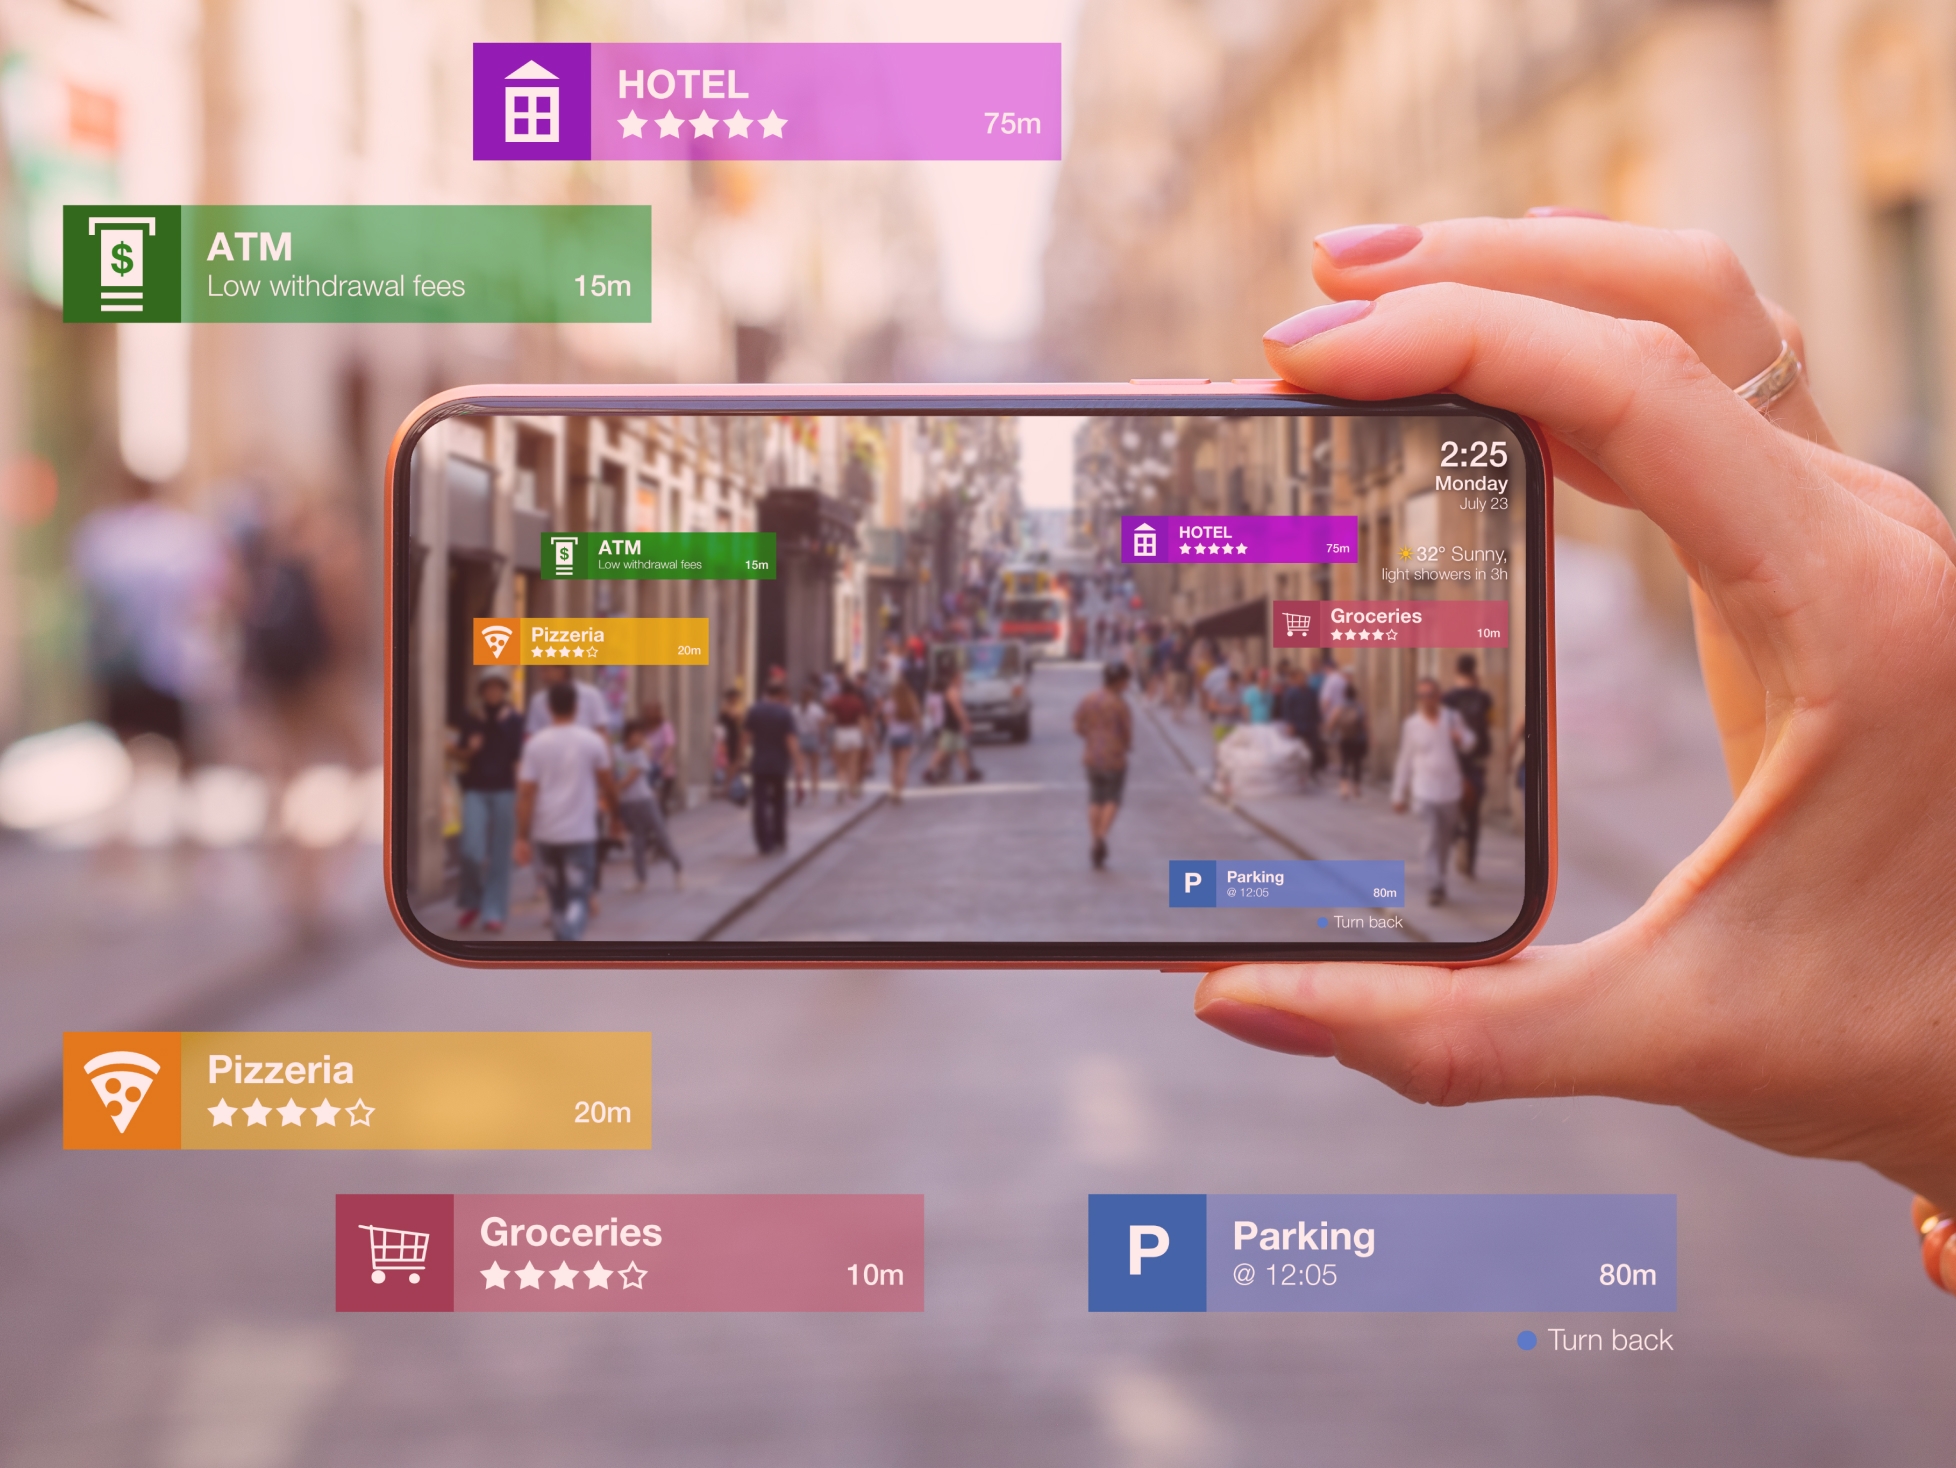 HOTEL
75m
ATM
Low withdrawal fees
15m
$
2:25
Monday
July 23
32° Sunny,
light showers in 3h
$
ATM
Low withdrawal fees
15m
HOTEL
75m
Pizzeria
20m
Groceries
10m
P
Parking
@ 12:05
80m
Turn back
Pizzeria
20m
Groceries
10m
P
Parking
@ 12:05
80m
Turn back